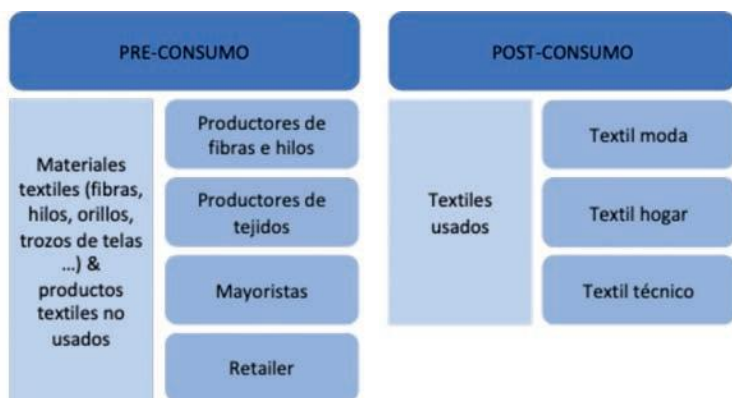 PRE-CONSUMO
Materiales
textiles (fibras,
hilos, orillos,
trozos de telas
...) &
productos
textiles no
usados
Productores de
fibras e hilos
Productores de
tejidos
Mayoristas
Retailer
POST-CONSUMO
Textiles
usados
Textil moda
Textil hogar
Textil técnico